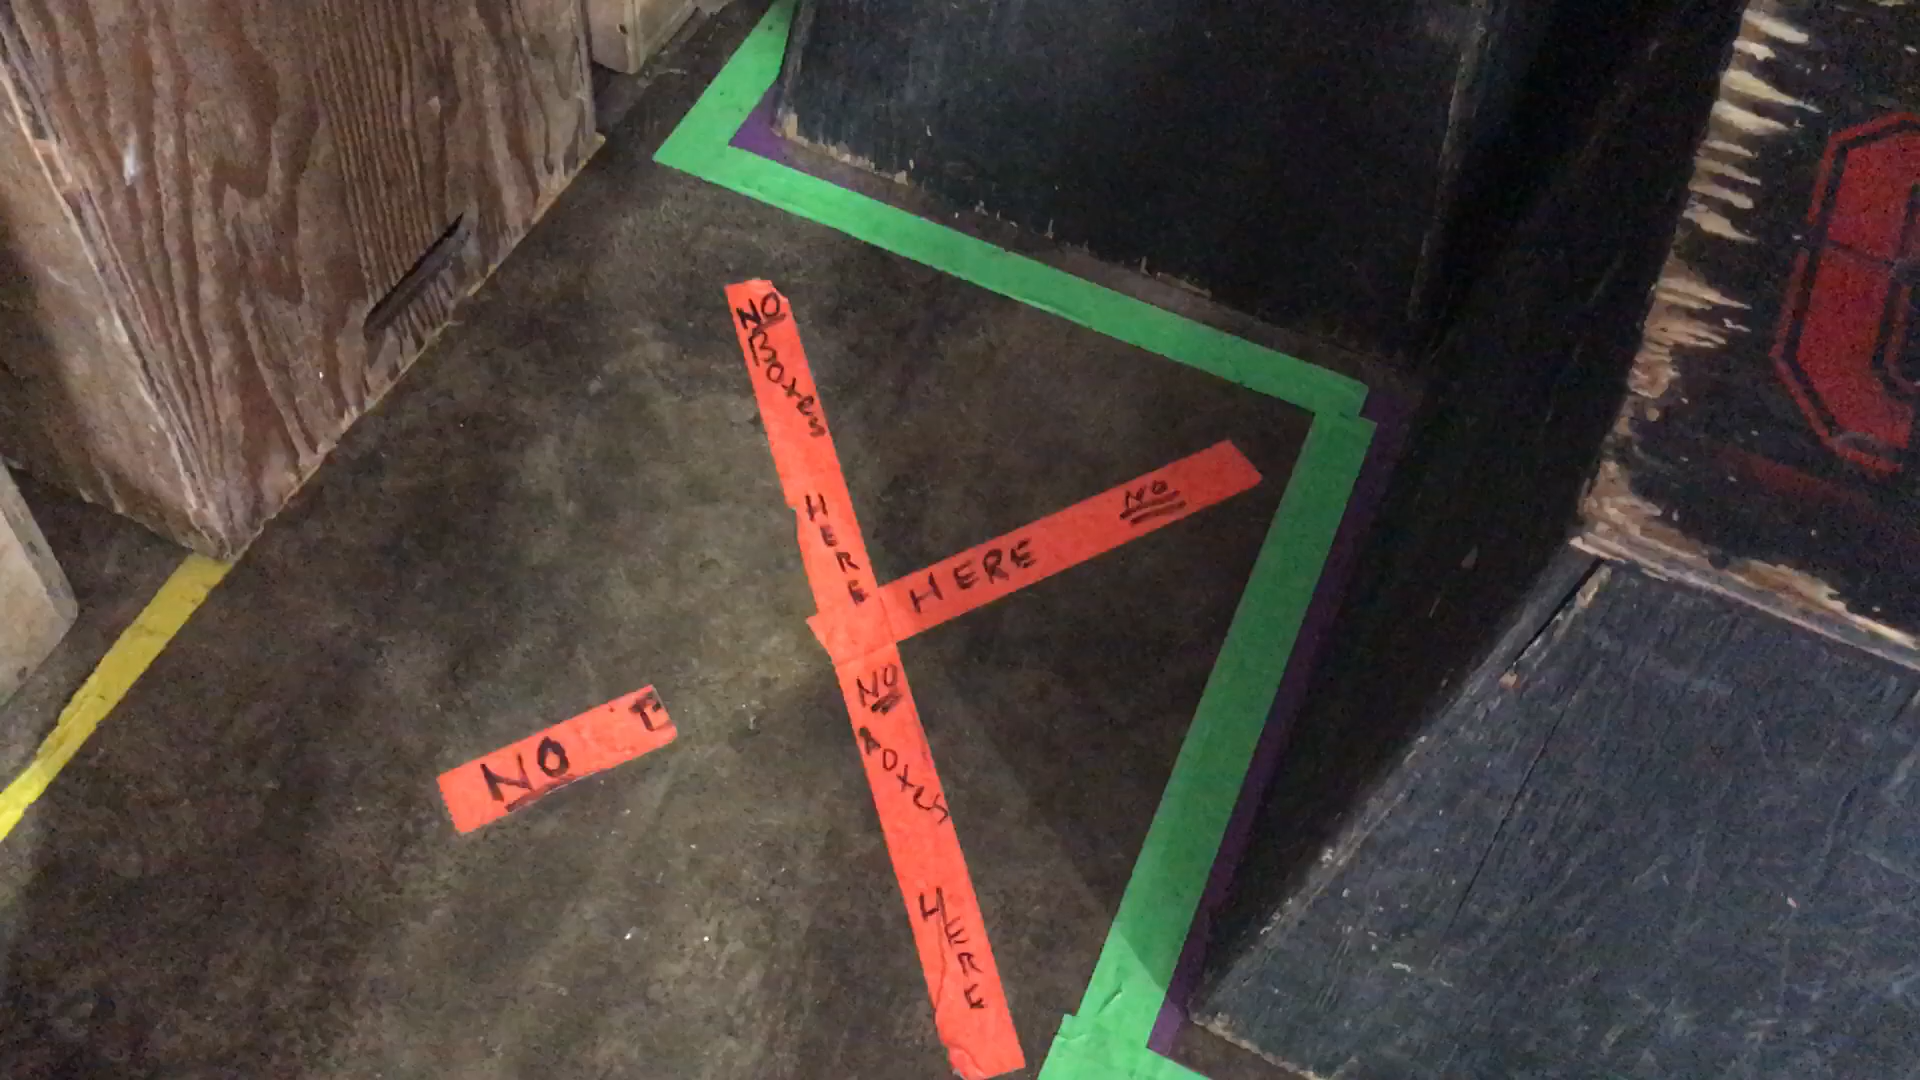 NO
Boxes
HERE
HERE NO
NO
Boxes
HERE
NO B